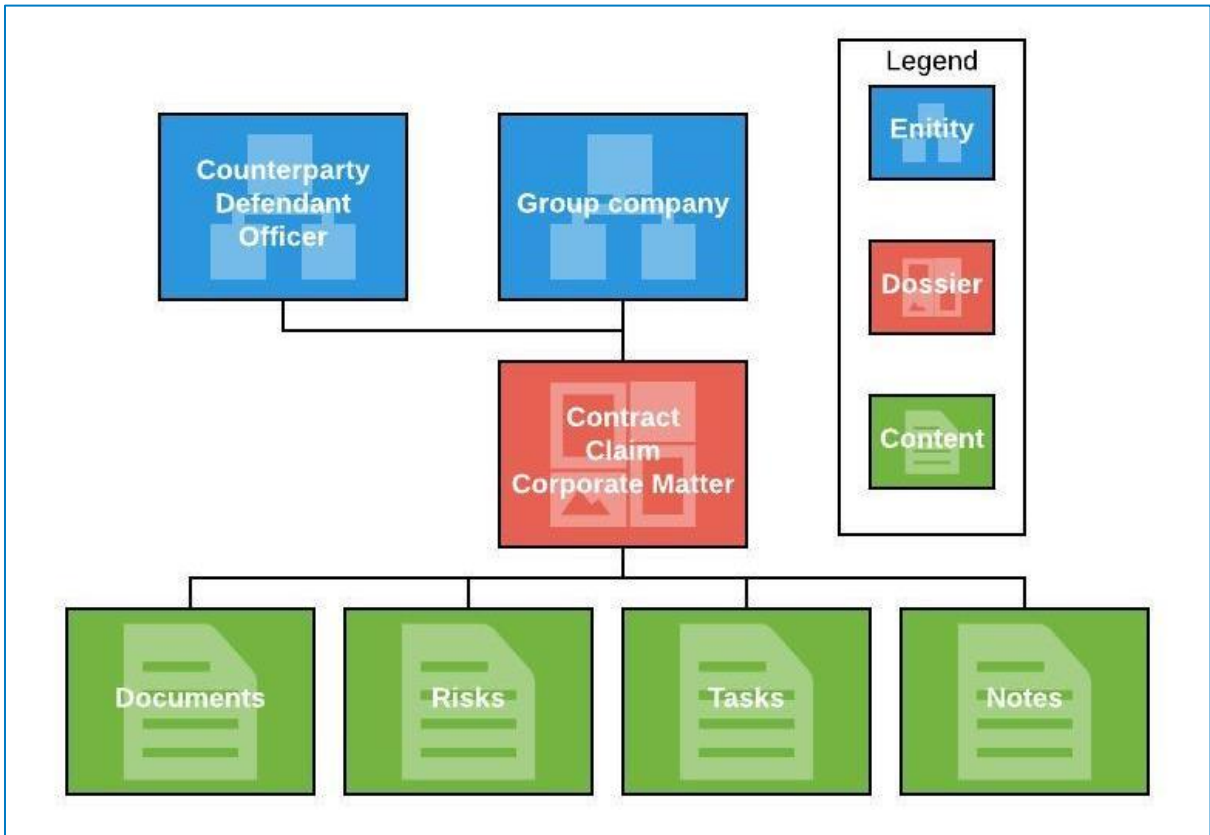 Legend
Enitity
Dossier
Content
Counterparty
Defendant
Officer
Group company
Contract
Claim
Corporate Matter
Documents
Risks
Tasks
Notes